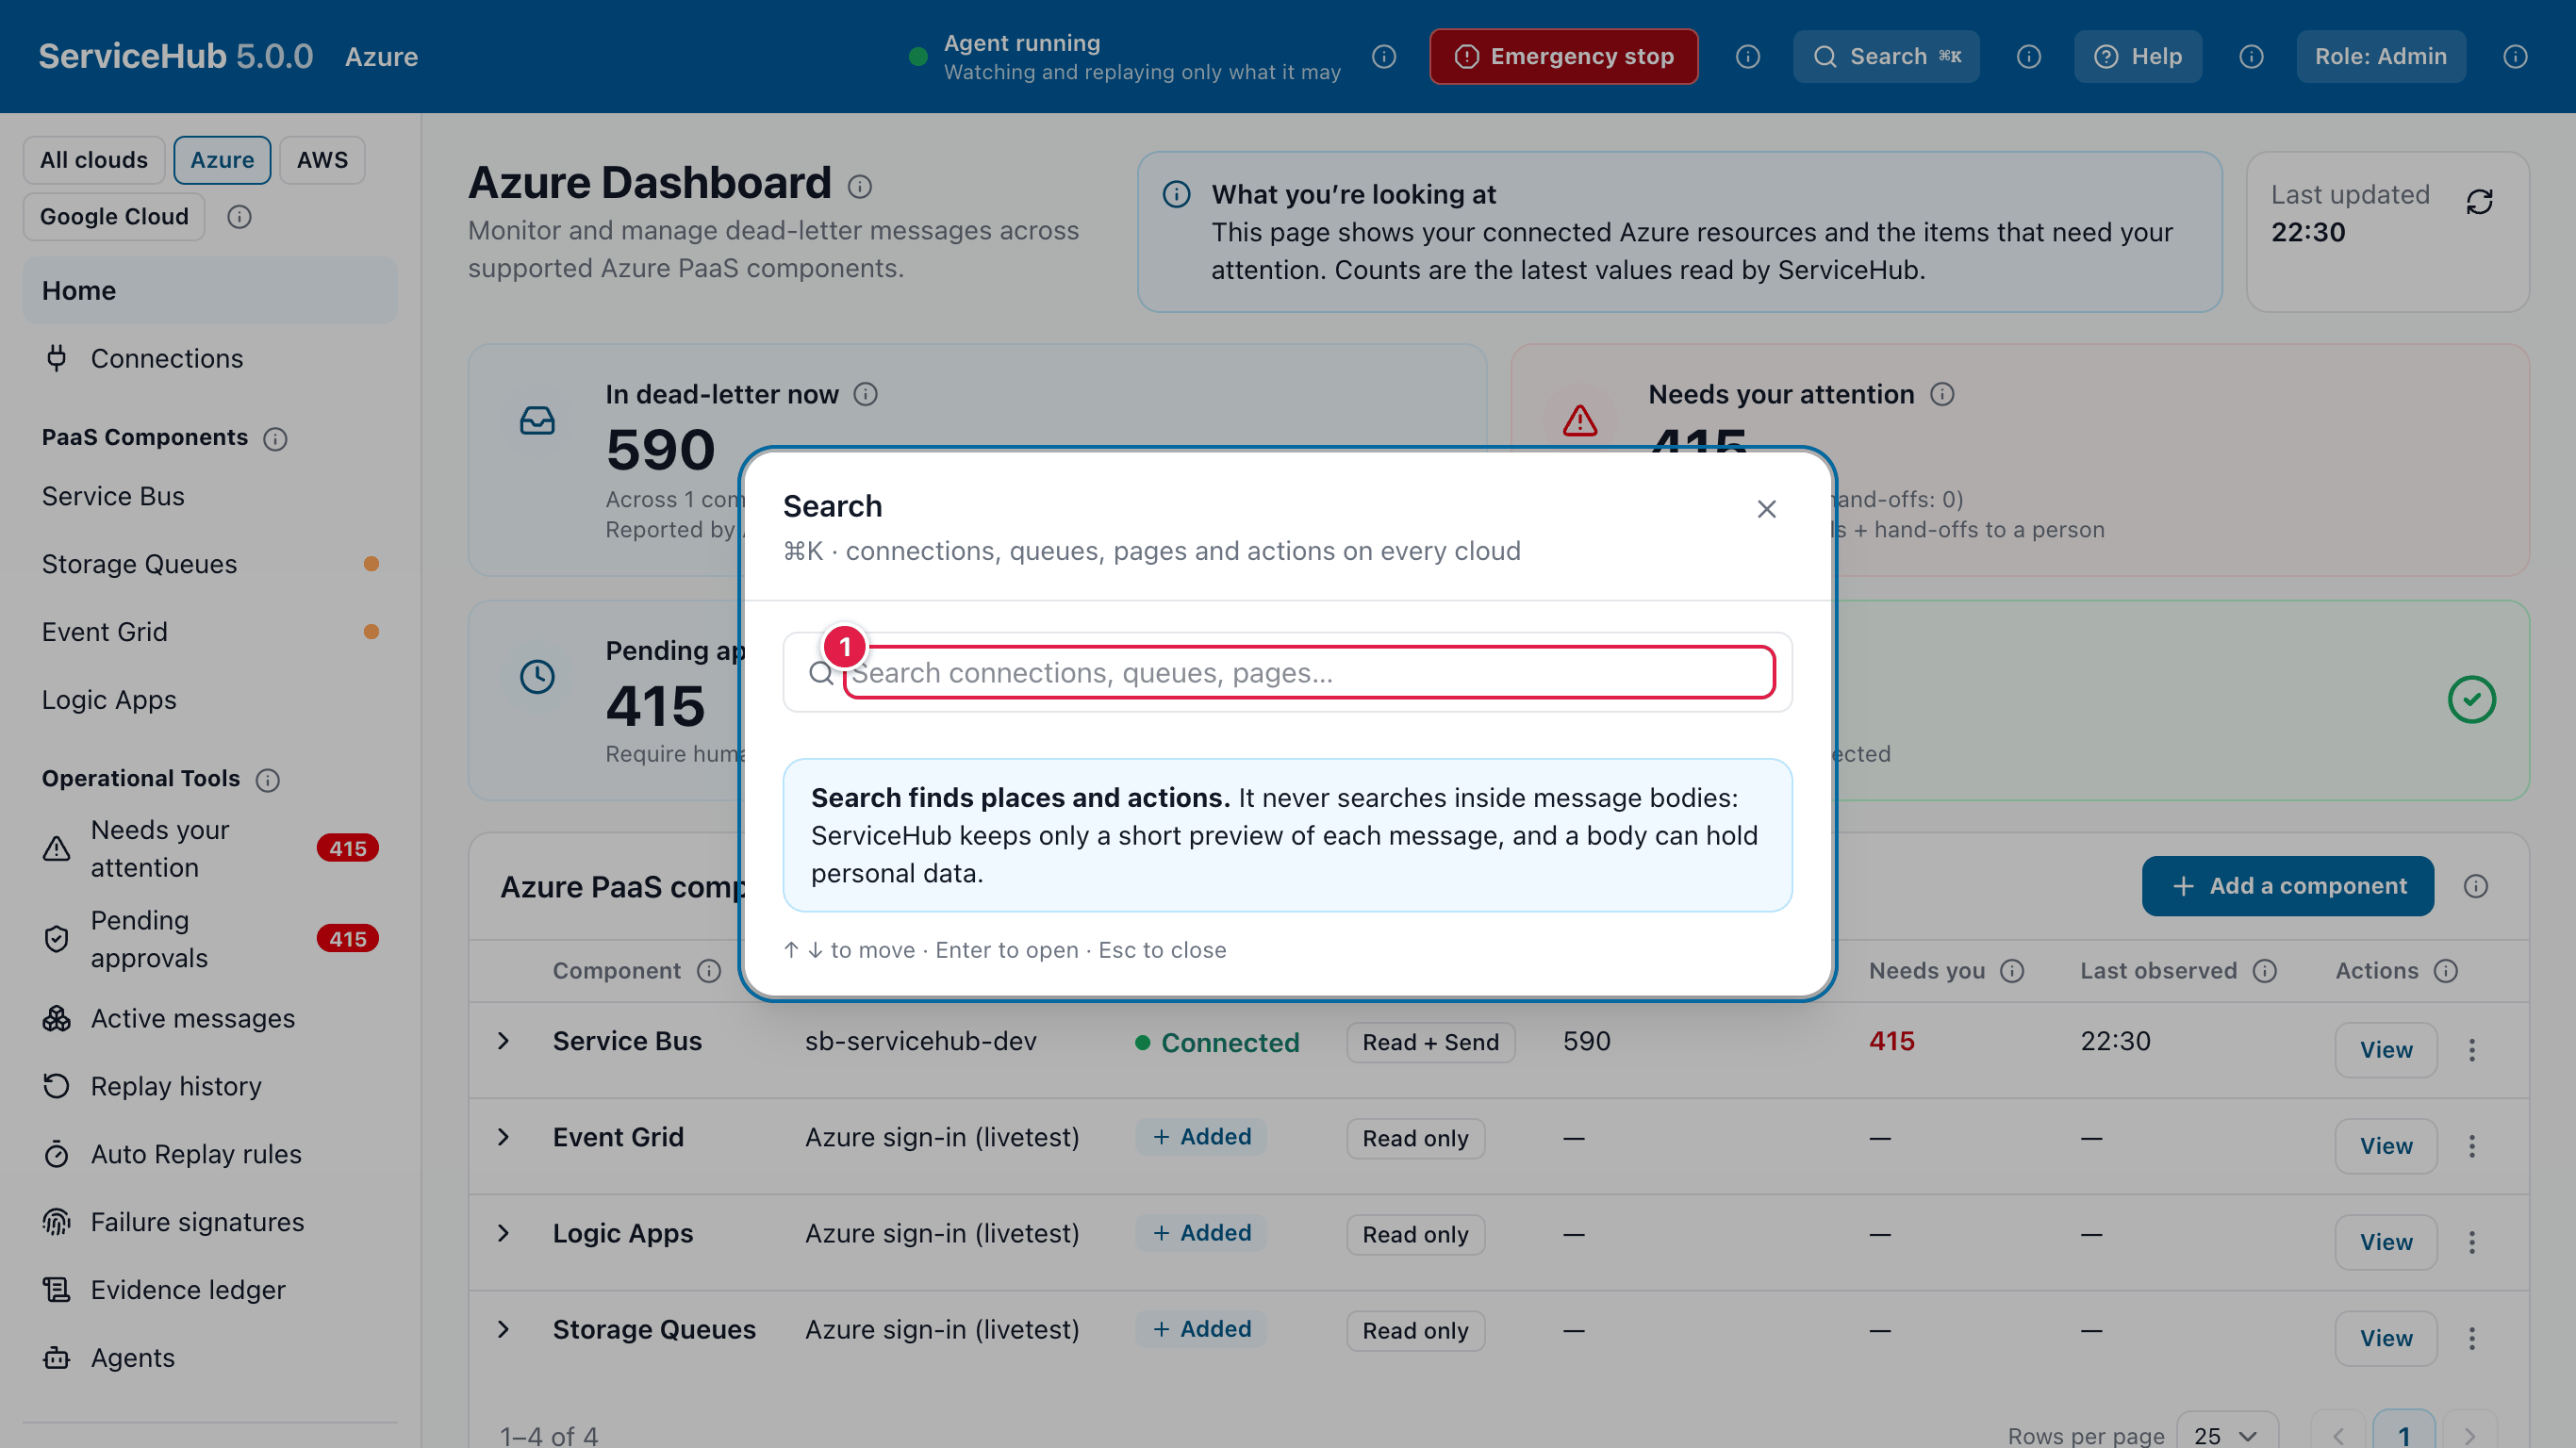 ServiceHub 5.0.0 Azure
Agent running
Watching and replaying only what it may
Emergency stop
Search ⌘K
Help
Role: Admin
All clouds
Azure
AWS
Google Cloud
Home
Connections
PaaS Components
Service Bus
Storage Queues
Event Grid
Logic Apps
Operational Tools
Needs your
attention
415
Pending
approvals
415
Active messages
Replay history
Auto Replay rules
Failure signatures
Evidence ledger
Agents
Azure Dashboard
Monitor and manage dead-letter messages across
supported Azure PaaS components.
What you’re looking at
This page shows your connected Azure resources and the items that need your
attention. Counts are the latest values read by ServiceHub.
Last updated
22:30
In dead-letter now
590
Across 1
Reported by
Needs your attention
415
hand-offs: 0)
+ hand-offs to a person
Pending
415
Require
Search
⌘K · connections, queues, pages and actions on every cloud
1
Search connections, queues, pages...
Search finds places and actions. It never searches inside message bodies:
ServiceHub keeps only a short preview of each message, and a body can hold
personal data.
↑ ↓ to move · Enter to open · Esc to close
Azure PaaS
+ Add a component
Component
Needs you
Last observed
Actions
Service Bus sb-servicehub-dev Connected Read + Send 590 415 22:30 View
Event Grid Azure sign-in (livetest) + Added Read only — — — View
Logic Apps Azure sign-in (livetest) + Added Read only — — — View
Storage Queues Azure sign-in (livetest) + Added Read only — — — View
1–4 of 4
Rows per page 25
1